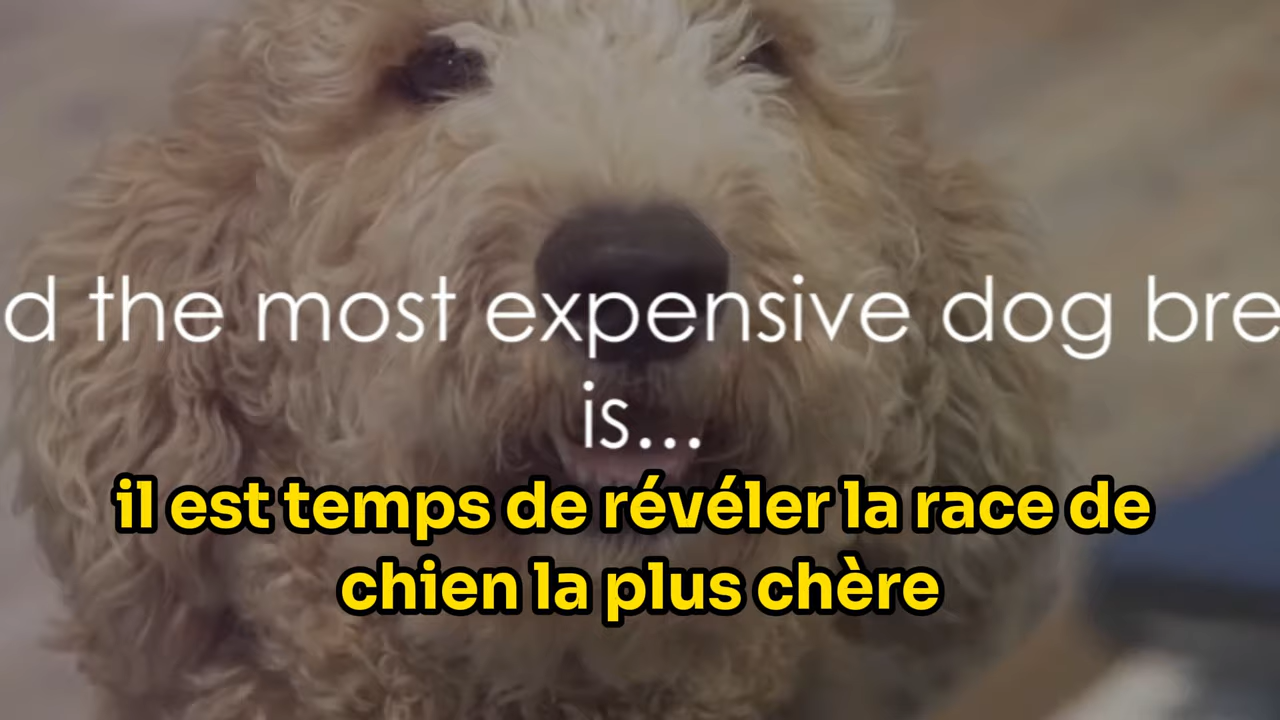 d the most expensive dog bre
is...
il est temps de révéler la race de
chien la plus chère